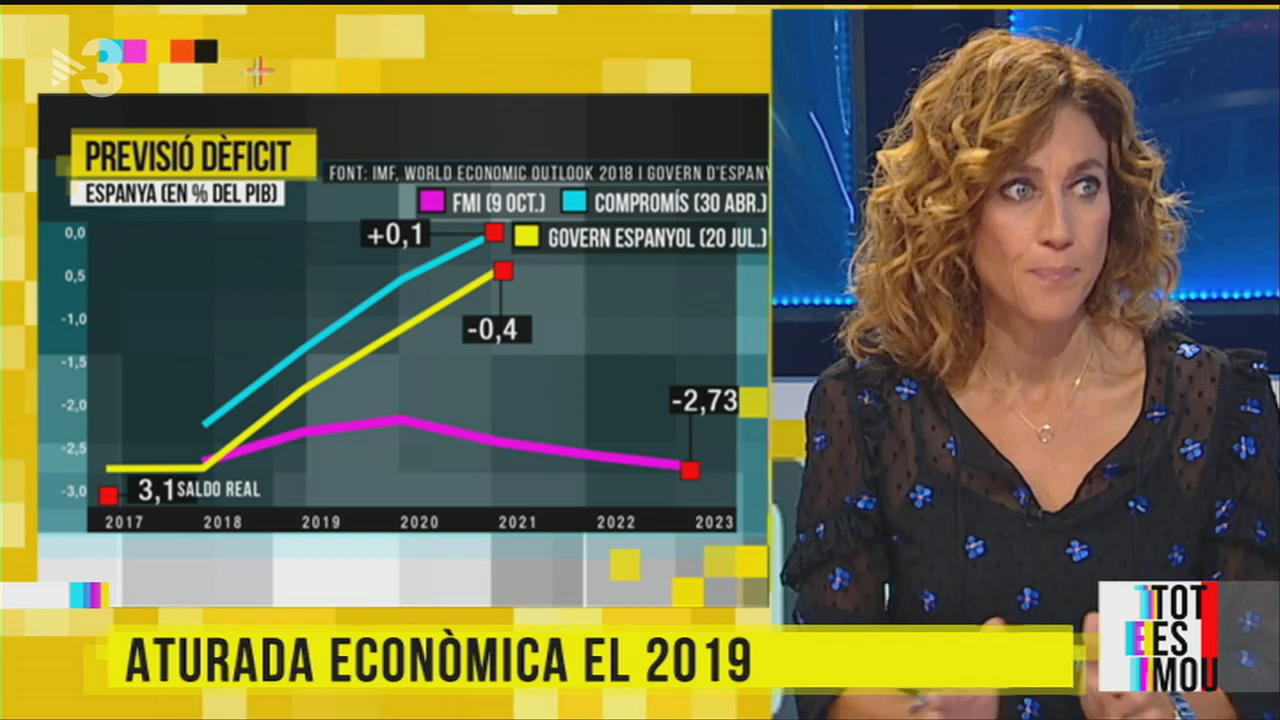 3
PREVISIÓ DÈFICIT
ESPANYA (EN % DEL PIB)
FONT: IMF, WORLD ECONOMIC OUTLOOK 2018 I GOVERN D'ESPANY
FMI (9 OCT.)
COMPROMÍS (30 ABR.)
GOVERN ESPANYOL (20 JUL.)
+0,1
-0,4
-2,73
0,0
0,5
-1,0
-1,5
-2,0
-2,5
-3,0
3,1 SALDO REAL
2017 2018 2019 2020 2021 2022 2023
ATURADA ECONÒMICA EL 2019
TOT
ES
MOU
3